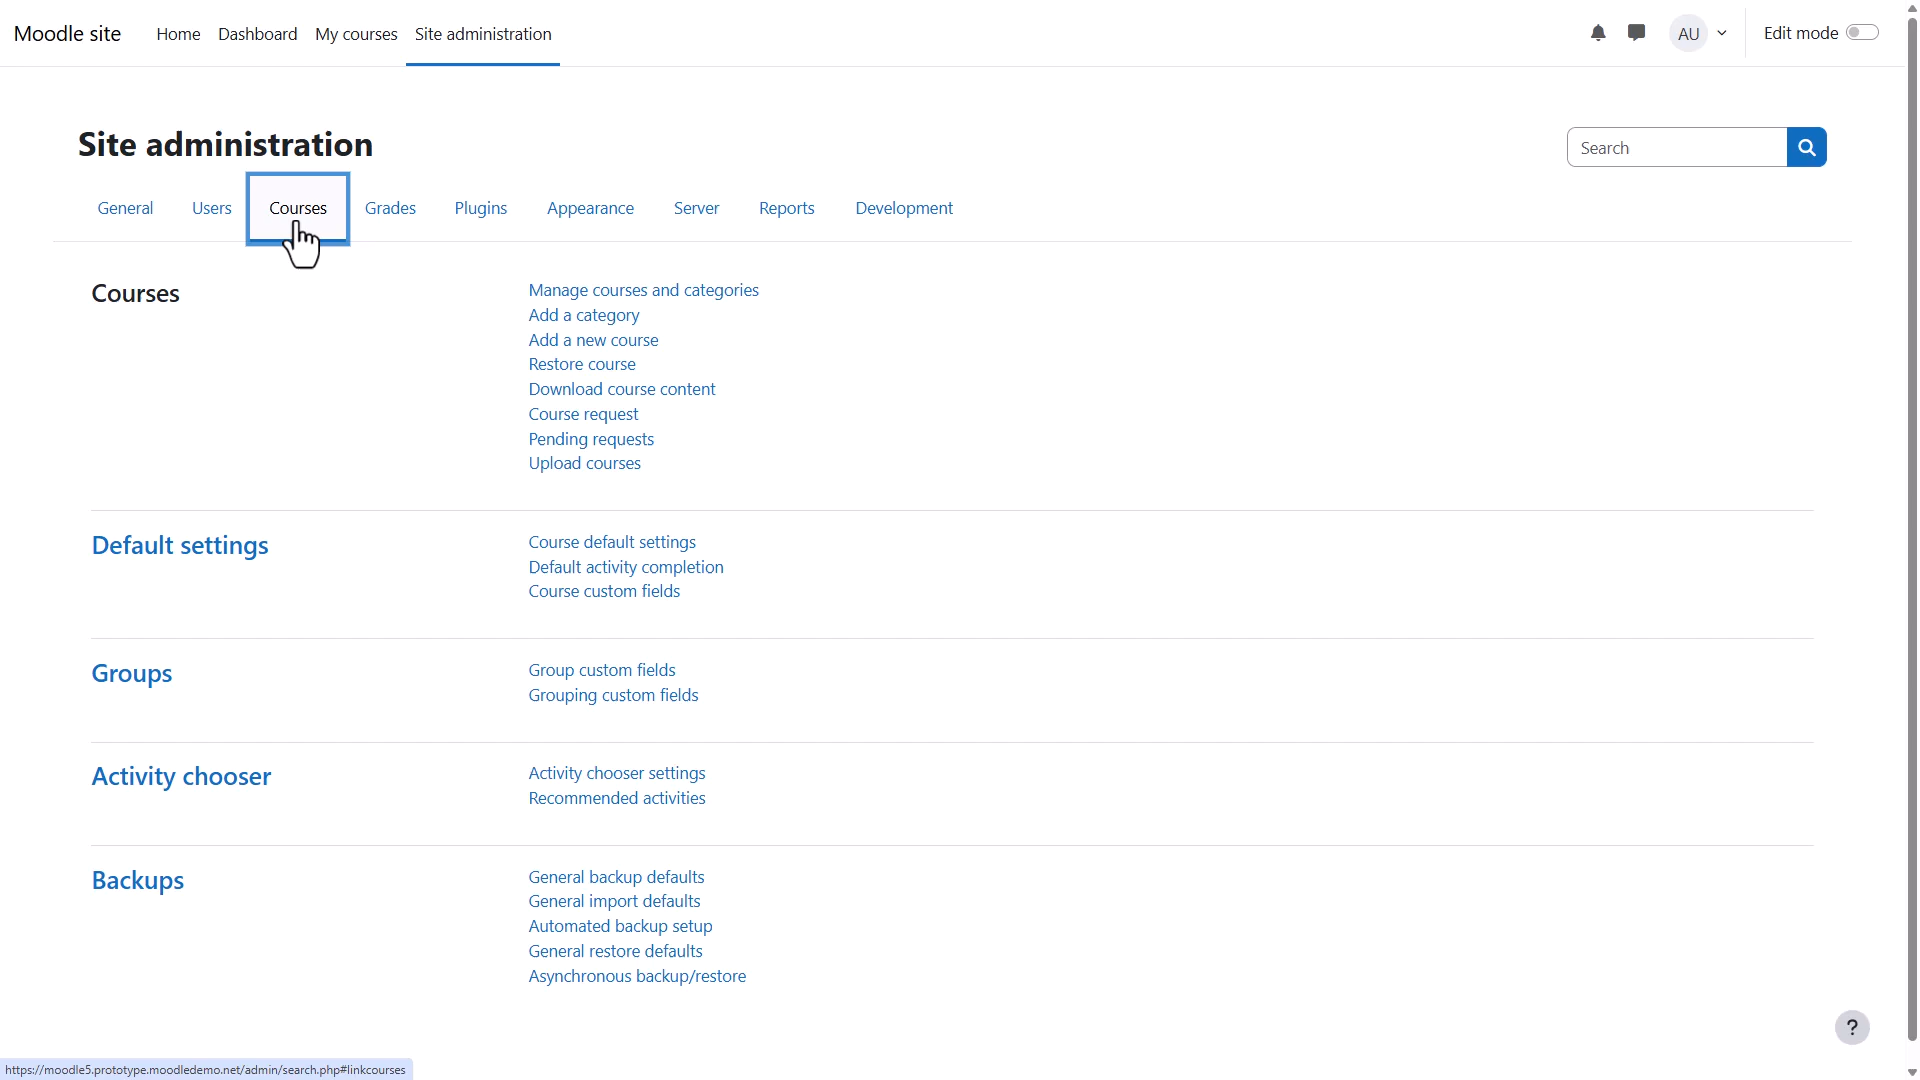 Moodle site Home Dashboard My courses Site administration AU Edit mode
Site administration Search
General Users Courses Grades Plugins Appearance Server Reports Development
Courses
Manage courses and categories
Add a category
Add a new course
Restore course
Download course content
Course request
Pending requests
Upload courses
Default settings
Course default settings
Default activity completion
Course custom fields
Groups
Group custom fields
Grouping custom fields
Activity chooser
Activity chooser settings
Recommended activities
Backups
General backup defaults
General import defaults
Automated backup setup
General restore defaults
Asynchronous backup/restore
?
https://moodle5.prototype.moodledemo.net/admin/search.php#linkcourses